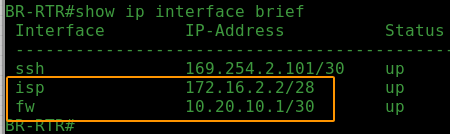 BR-RTR#show ip interface brief
Interface IP-Address Status
----------------------------------------
ssh 169.254.2.101/30 up
isp 172.16.2.2/28 up
fw 10.20.10.1/30 up
BR-RTR#